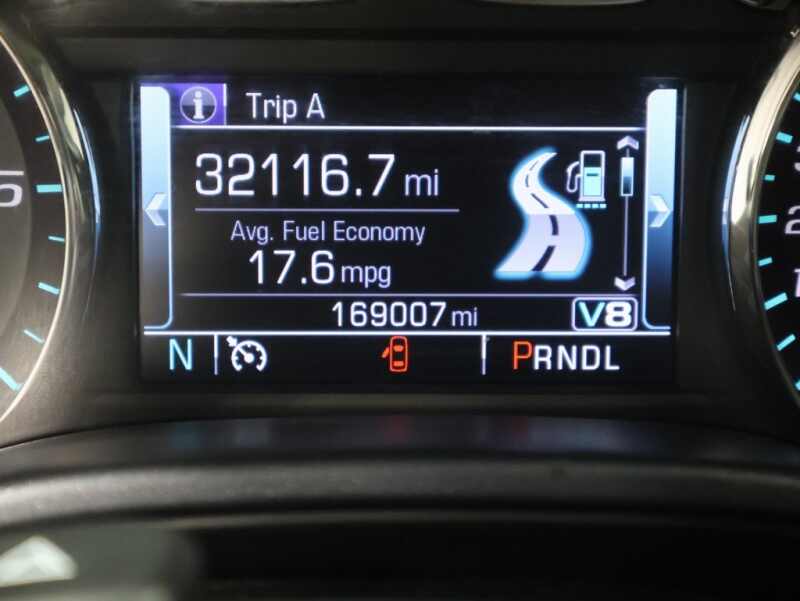 Trip A
32116.7 mi
Avg. Fuel Economy
17.6 mpg
169007 mi V8
N PRNDL